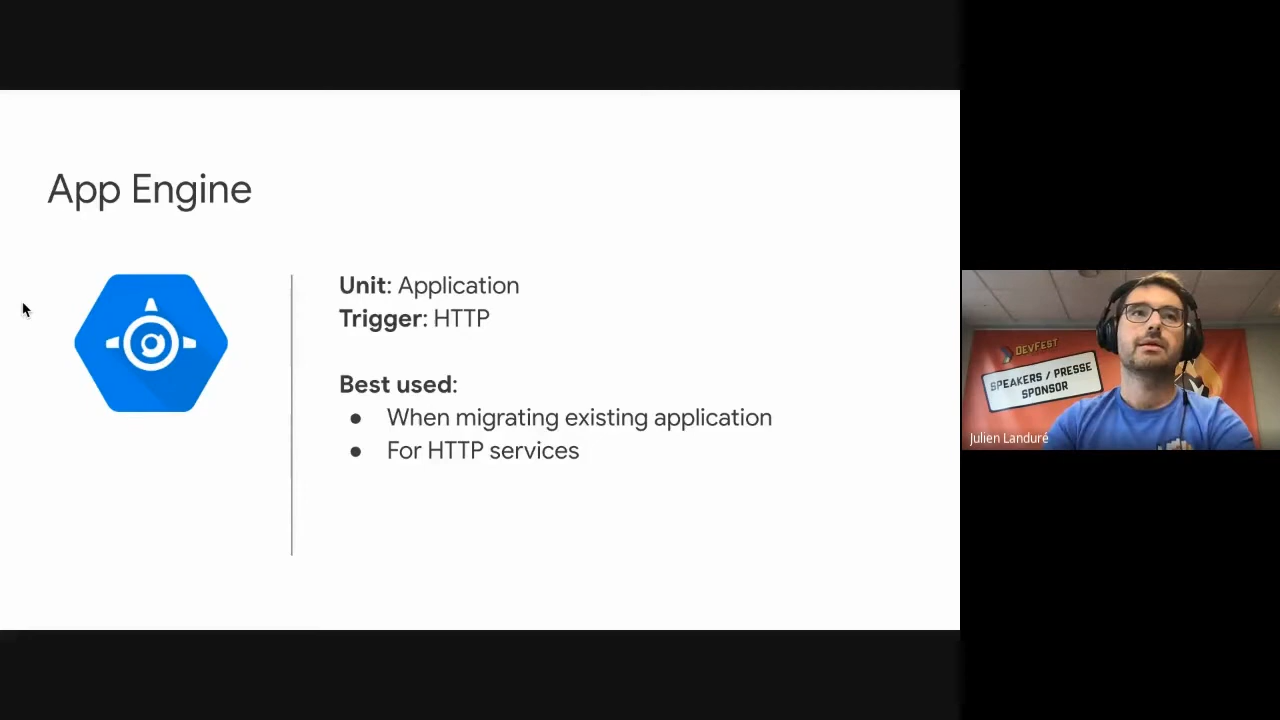 App Engine
Unit: Application
Trigger: HTTP
Best used:
● When migrating existing application
● For HTTP services
DEVFEST
SPEAKERS / PRESSE
SPONSOR
Julien Landuré